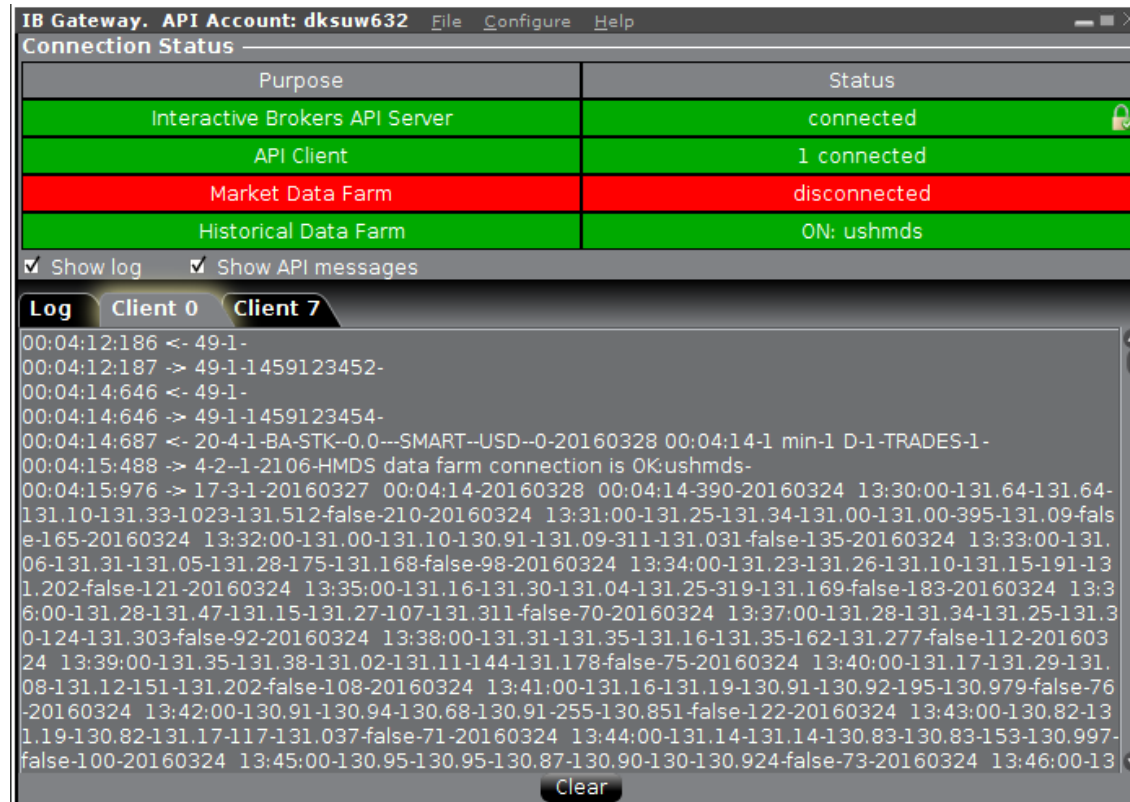 IB Gateway. API Account: dksuw632 File Configure Help
Connection Status
Purpose Status
Interactive Brokers API Server connected
API Client 1 connected
Market Data Farm disconnected
Historical Data Farm ON: ushmds
Show log Show API messages
Log Client 0 Client 7
00:04:12:186 <- 49-1-
00:04:12:187 -> 49-1-1459123452-
00:04:14:646 <- 49-1-
00:04:14:646 -> 49-1-1459123454-
00:04:14:687 <- 20-4-1-BA-STK--0.0---SMART--USD--0-20160328 00:04:14-1 min-1 D-1-TRADES-1-
00:04:15:488 -> 4-2--1-2106-HMDS data farm connection is OK:ushmds-
00:04:15:976 -> 17-3-1-20160327  00:04:14-20160328  00:04:14-390-20160324  13:30:00-131.64-131.64-
131.10-131.33-1023-131.512-false-210-20160324  13:31:00-131.25-131.34-131.00-131.00-395-131.09-fals
e-165-20160324  13:32:00-131.00-131.10-130.91-131.09-311-131.031-false-135-20160324  13:33:00-131.
06-131.31-131.05-131.28-175-131.168-false-98-20160324  13:34:00-131.23-131.26-131.10-131.15-191-13
1.202-false-121-20160324  13:35:00-131.16-131.30-131.04-131.25-319-131.169-false-183-20160324  13:3
6:00-131.28-131.47-131.15-131.27-107-131.311-false-70-20160324  13:37:00-131.28-131.34-131.25-131.3
0-124-131.303-false-92-20160324  13:38:00-131.31-131.35-131.16-131.35-162-131.277-false-112-201603
24  13:39:00-131.35-131.38-131.02-131.11-144-131.178-false-75-20160324  13:40:00-131.17-131.29-131.
08-131.12-151-131.202-false-108-20160324  13:41:00-131.16-131.19-130.91-130.92-195-130.979-false-76
-20160324  13:42:00-130.91-130.94-130.68-130.91-255-130.851-false-122-20160324  13:43:00-130.82-13
1.19-130.82-131.17-117-131.037-false-71-20160324  13:44:00-131.14-131.14-130.83-130.83-153-130.997-
false-100-20160324  13:45:00-130.95-130.95-130.87-130.90-130-130.924-false-73-20160324  13:46:00-13
Clear